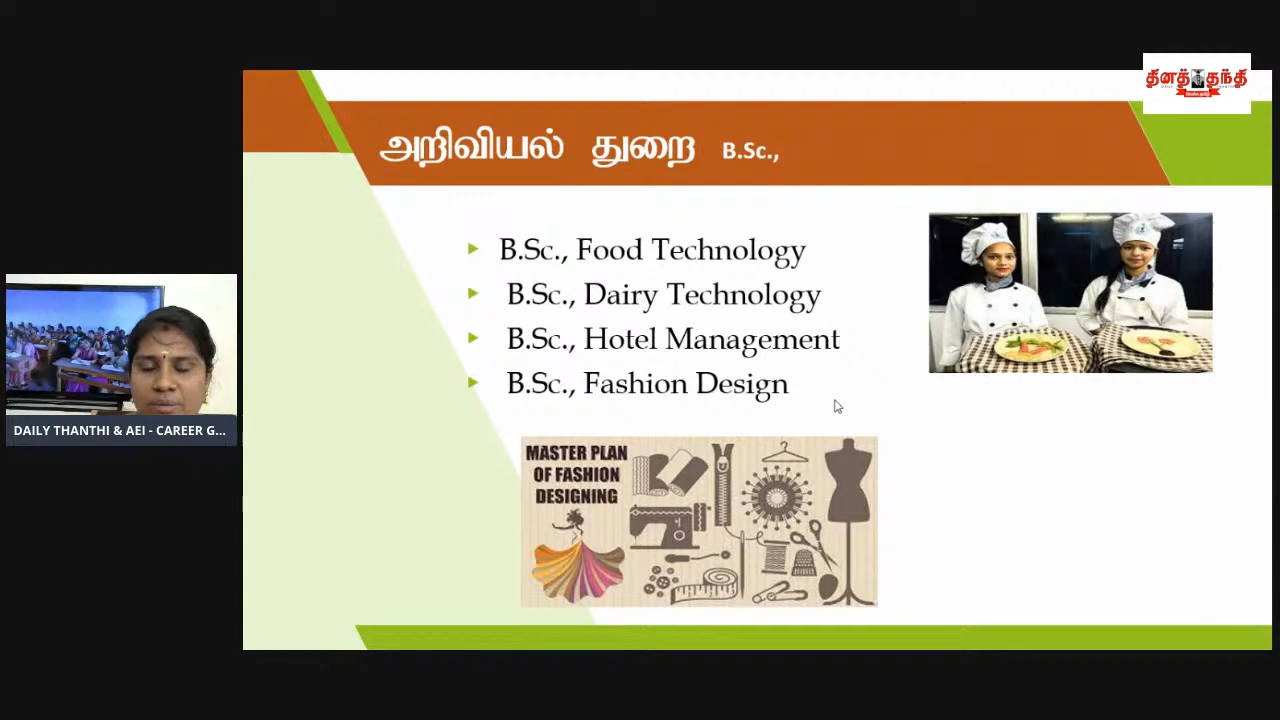 தினத்தந்தி
அறிவியல் துறை B.Sc.,
B.Sc., Food Technology
B.Sc., Dairy Technology
B.Sc., Hotel Management
B.Sc., Fashion Design
DAILY THANTHI & AEI - CAREER G...
MASTER PLAN
OF FASHION
DESIGNING